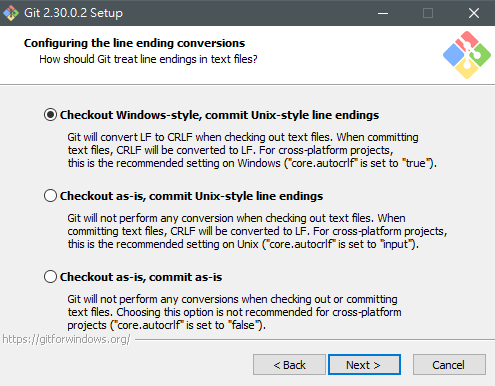 Git 2.30.0.2 Setup
Configuring the line ending conversions
How should Git treat line endings in text files?
Checkout Windows-style, commit Unix-style line endings
Git will convert LF to CRLF when checking out text files. When committing
text files, CRLF will be converted to LF. For cross-platform projects,
this is the recommended setting on Windows ("core.autocrlf" is set to "true").
Checkout as-is, commit Unix-style line endings
Git will not perform any conversion when checking out text files. When
committing text files, CRLF will be converted to LF. For cross-platform projects,
this is the recommended setting on Unix ("core.autocrlf" is set to "input").
Checkout as-is, commit as-is
Git will not perform any conversions when checking out or committing
text files. Choosing this option is not recommended for cross-platform
projects ("core.autocrlf" is set to "false").
https://gitforwindows.org/
< Back
Next >
Cancel